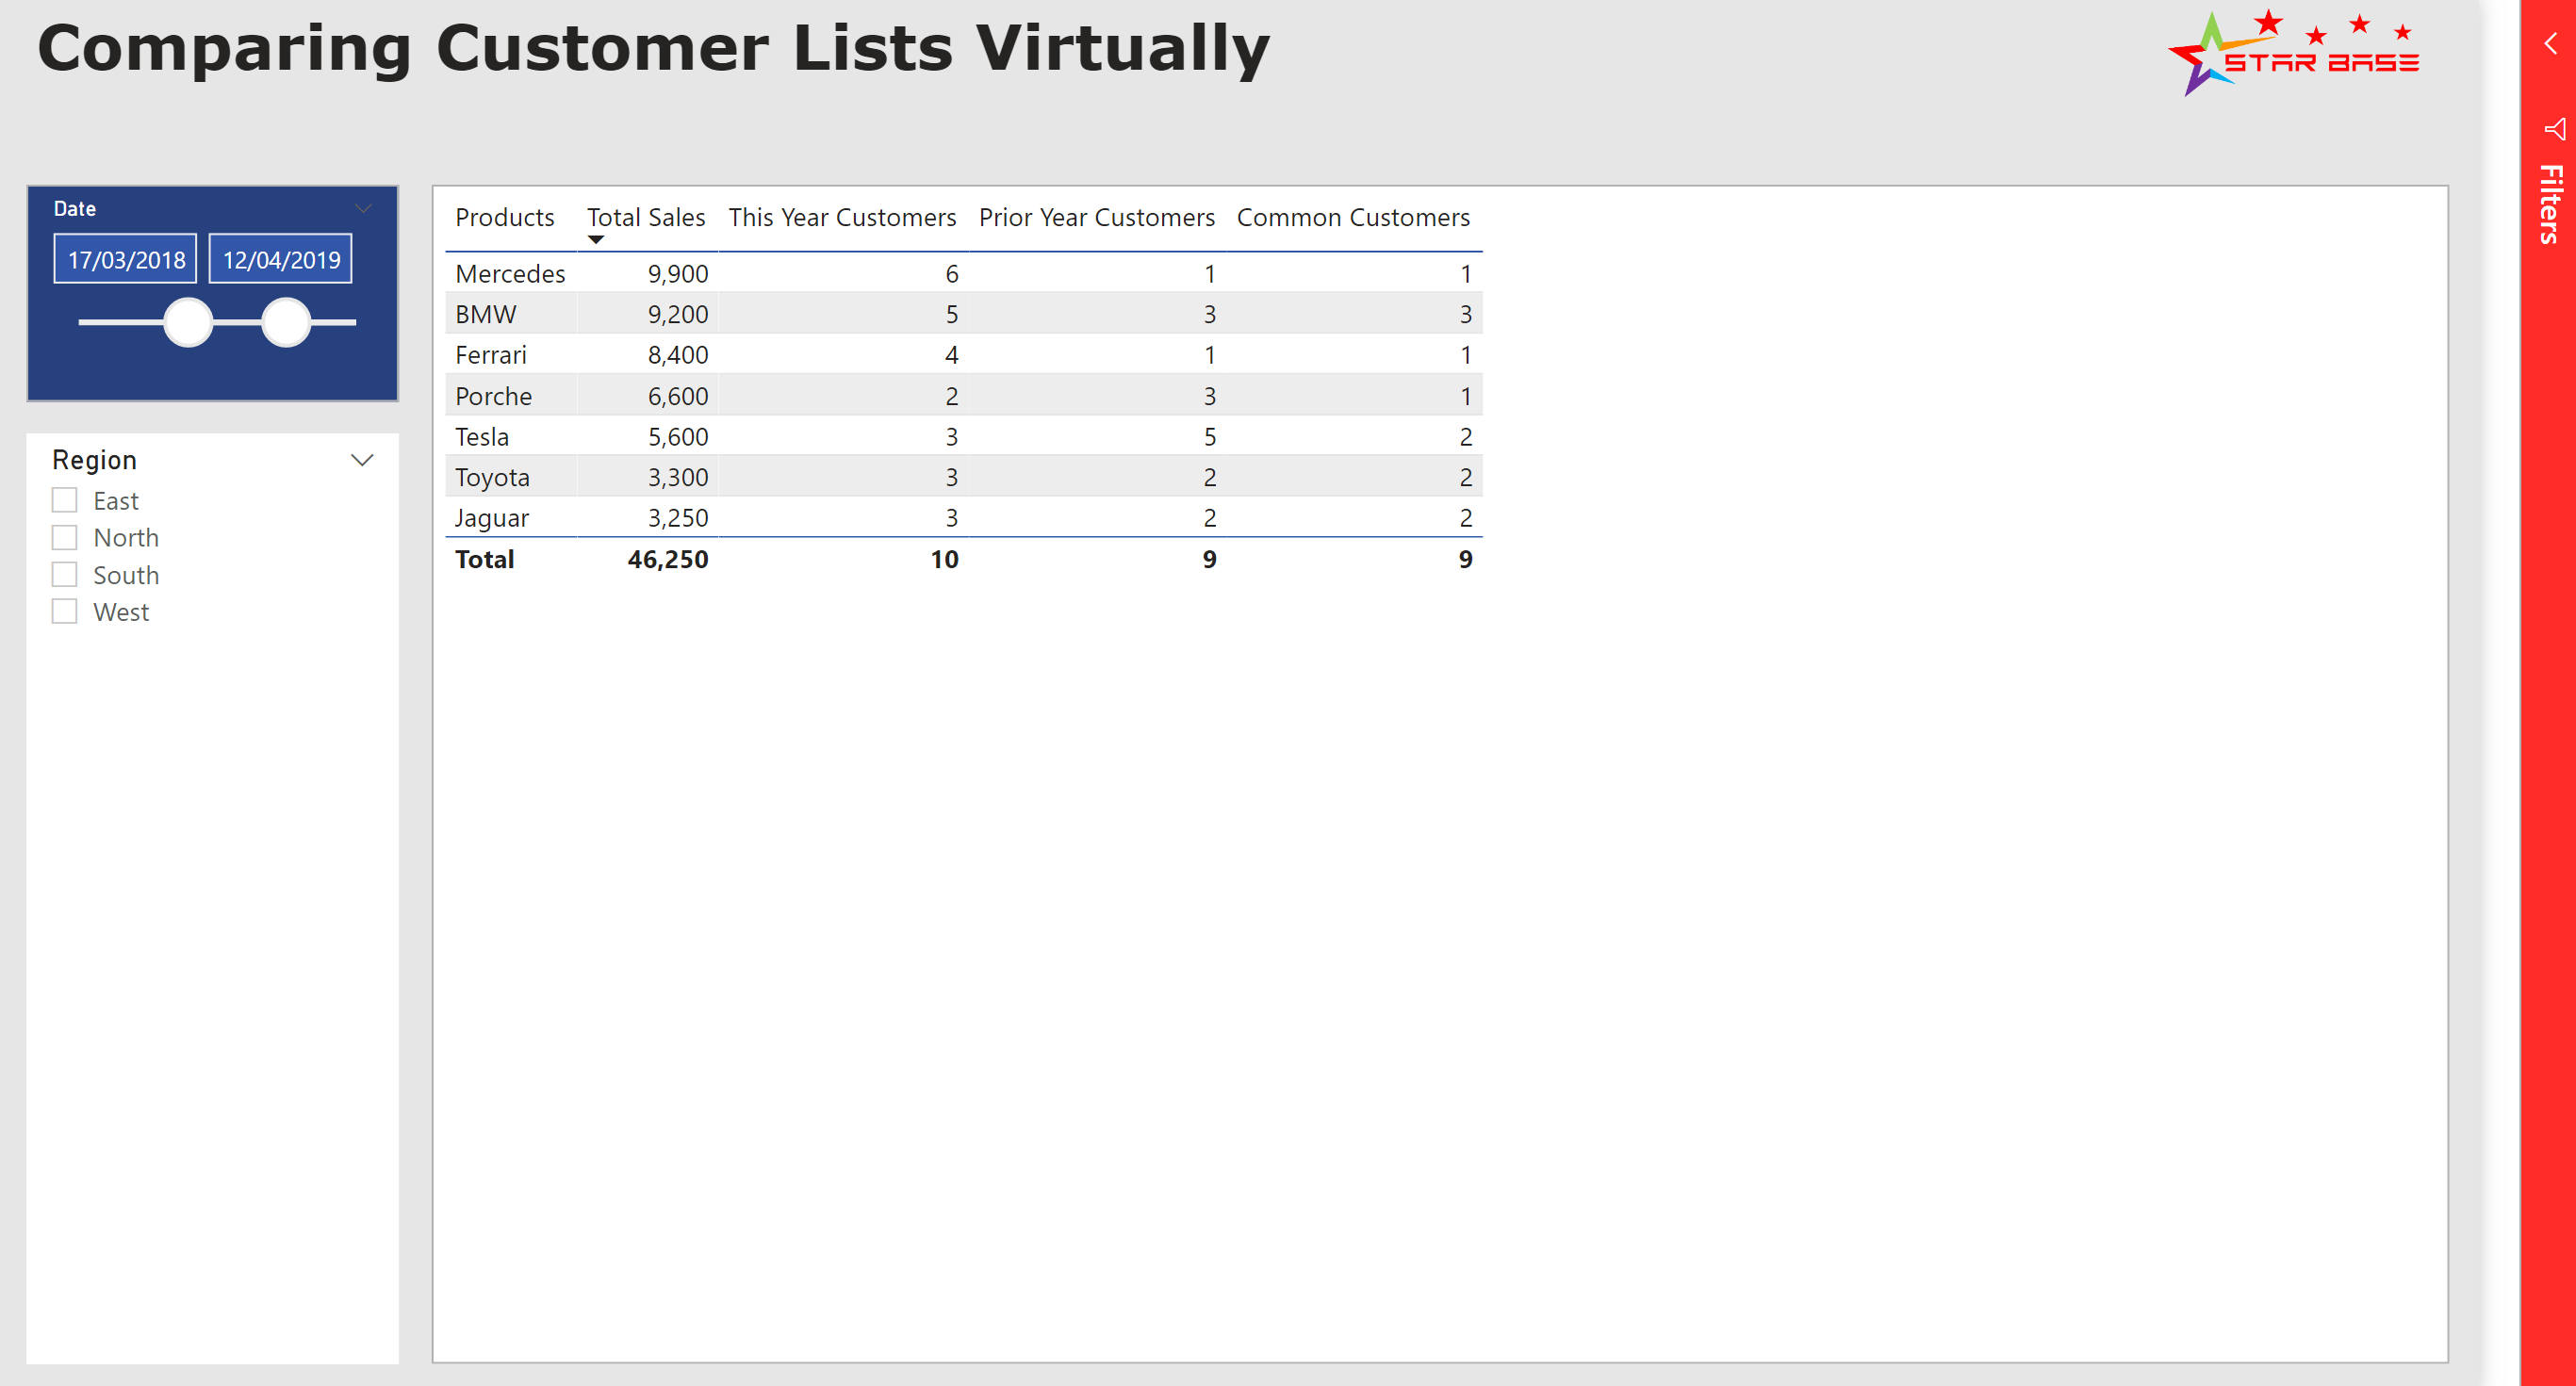 Comparing Customer Lists Virtually
STAR BASE
Filters
Date
17/03/2018 12/04/2019
Region
East
North
South
West
Products Total Sales This Year Customers Prior Year Customers Common Customers
Mercedes 9,900 6 1 1
BMW 9,200 5 3 3
Ferrari 8,400 4 1 1
Porche 6,600 2 3 1
Tesla 5,600 3 5 2
Toyota 3,300 3 2 2
Jaguar 3,250 3 2 2
Total 46,250 10 9 9